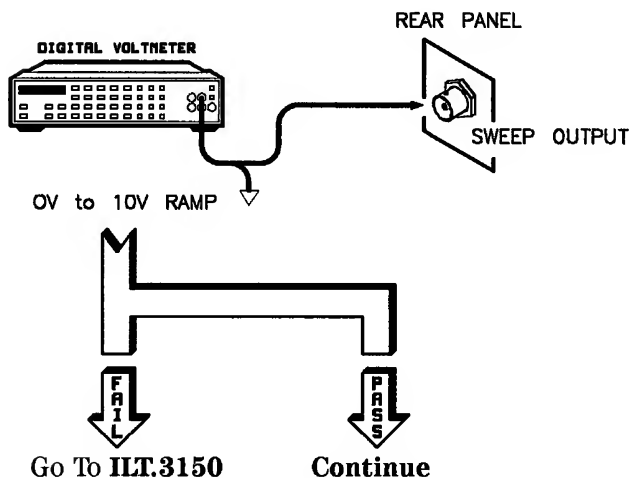 REAR PANEL
DIGITAL VOLTMETER
SWEEP OUTPUT
0V to 10V RAMP
FAIL
PASS
Go To ILT.3150
Continue